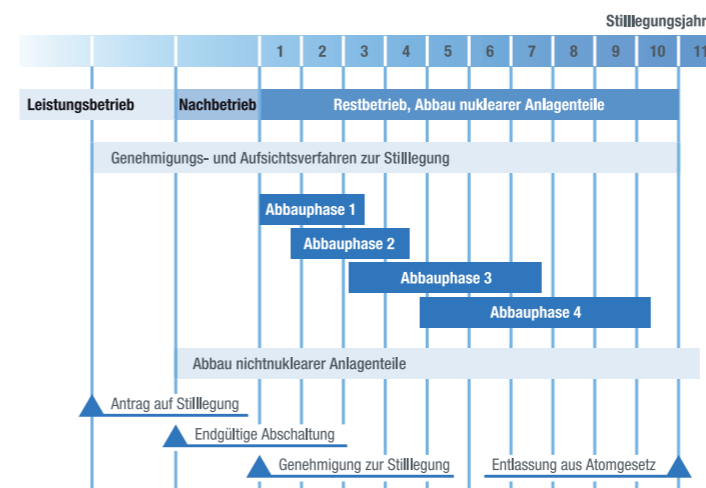 Stilllegungsjahr
1 2 3 4 5 6 7 8 9 10 11
Leistungsbetrieb Nachbetrieb Restbetrieb, Abbau nuklearer Anlagenteile
Genehmigungs- und Aufsichtsverfahren zur Stilllegung
Abbauphase 1
Abbauphase 2
Abbauphase 3
Abbauphase 4
Abbau nichtnuklearer Anlagenteile
Antrag auf Stilllegung
Endgültige Abschaltung
Genehmigung zur Stilllegung Entlassung aus Atomgesetz